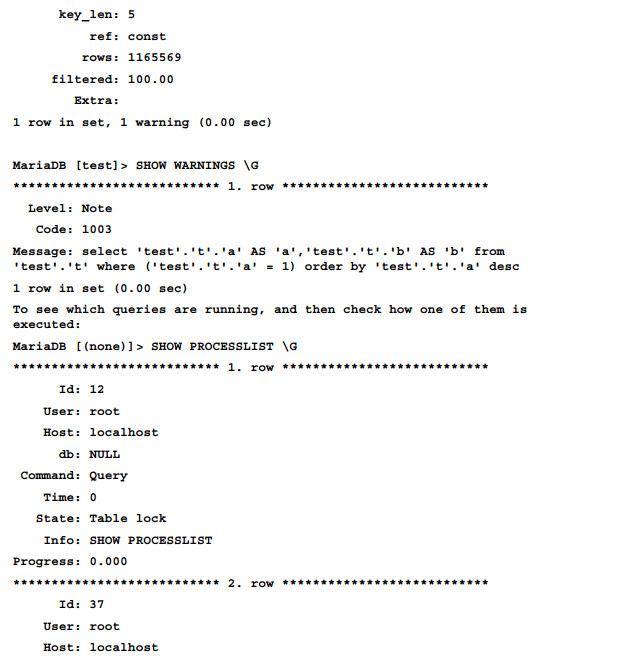 key_len: 5
ref: const
rows: 1165569
filtered: 100.00
Extra:
1 row in set, 1 warning (0.00 sec)
MariaDB [test]> SHOW WARNINGS \G
*************************** 1. row ***************************
Level: Note
Code: 1003
Message: select 'test'.'t'.'a' AS 'a','test'.'t'.'b' AS 'b' from
'test'.'t' where ('test'.'t'.'a' = 1) order by 'test'.'t'.'a' desc
1 row in set (0.00 sec)
To see which queries are running, and then check how one of them is
executed:
MariaDB [(none)]> SHOW PROCESSLIST \G
*************************** 1. row ***************************
Id: 12
User: root
Host: localhost
db: NULL
Command: Query
Time: 0
State: Table lock
Info: SHOW PROCESSLIST
Progress: 0.000
*************************** 2. row ***************************
Id: 37
User: root
Host: localhost